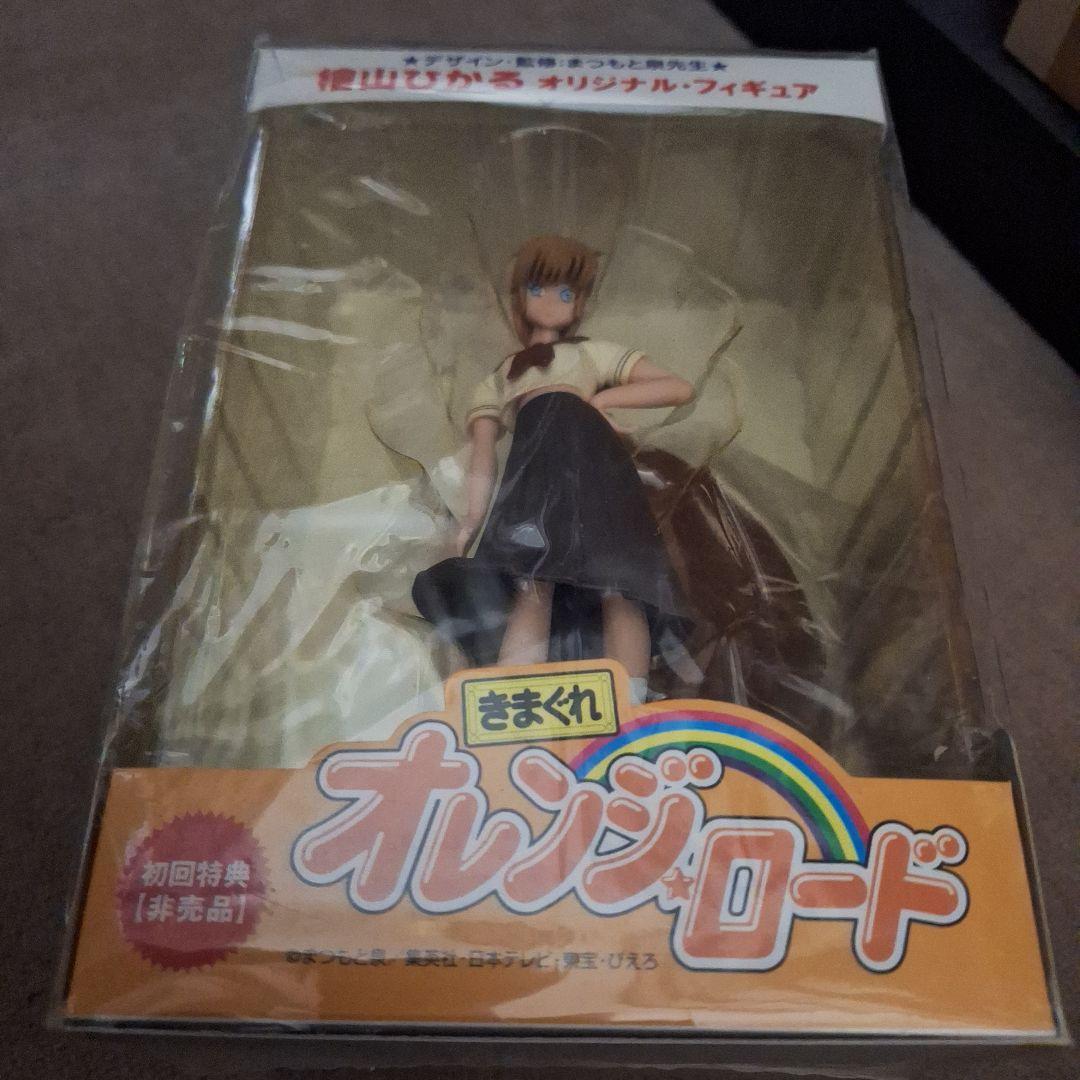 ★デザイン・監修:まつもと泉先生★
檜山ひかる オリジナル・フィギュア
きまぐれ
オレンジ☆ロード
初回特典
【非売品】
©まつもと泉／集英社・日本テレビ・東宝・ぴえろ